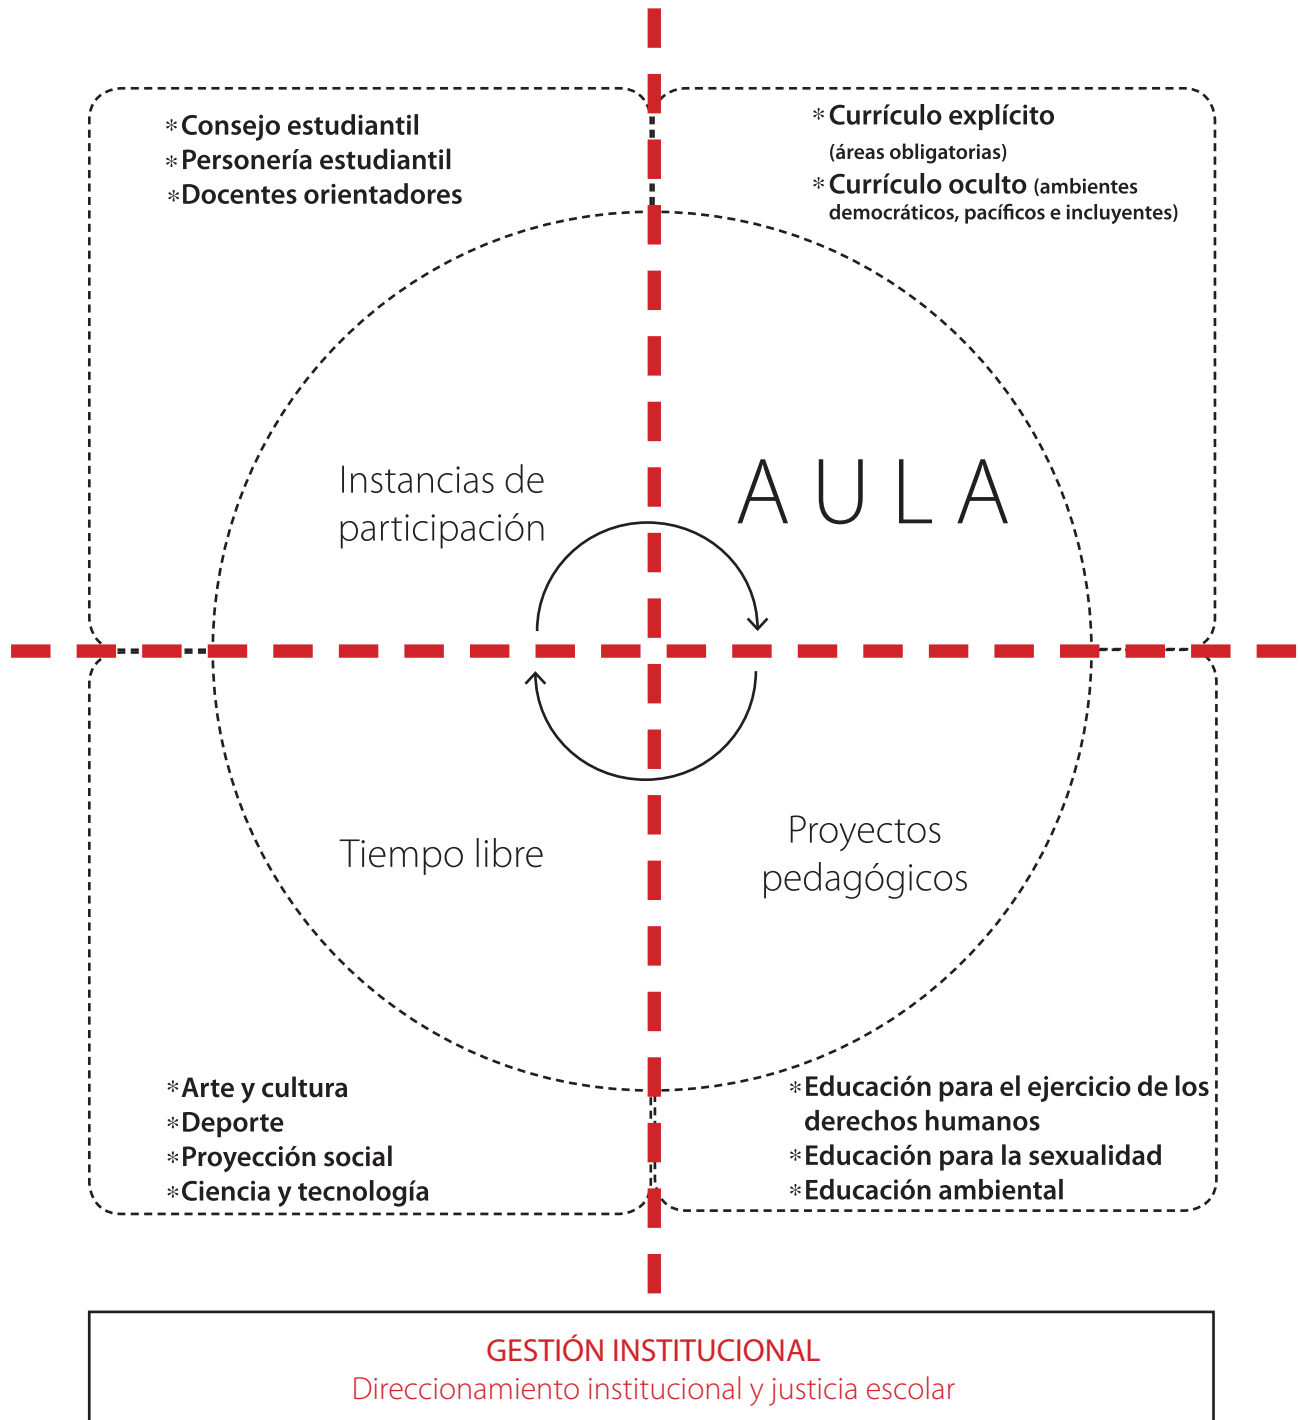 * Consejo estudiantil
* Personería estudiantil
* Docentes orientadores
* Currículo explícito
(áreas obligatorias)
* Currículo oculto (ambientes
democráticos, pacíficos e incluyentes)
Instancias de
participación
AULA
Tiempo libre
Proyectos
pedagógicos
* Arte y cultura
* Deporte
* Proyección social
* Ciencia y tecnología
* Educación para el ejercicio de los
derechos humanos
* Educación para la sexualidad
* Educación ambiental
GESTIÓN INSTITUCIONAL
Direccionamiento institucional y justicia escolar